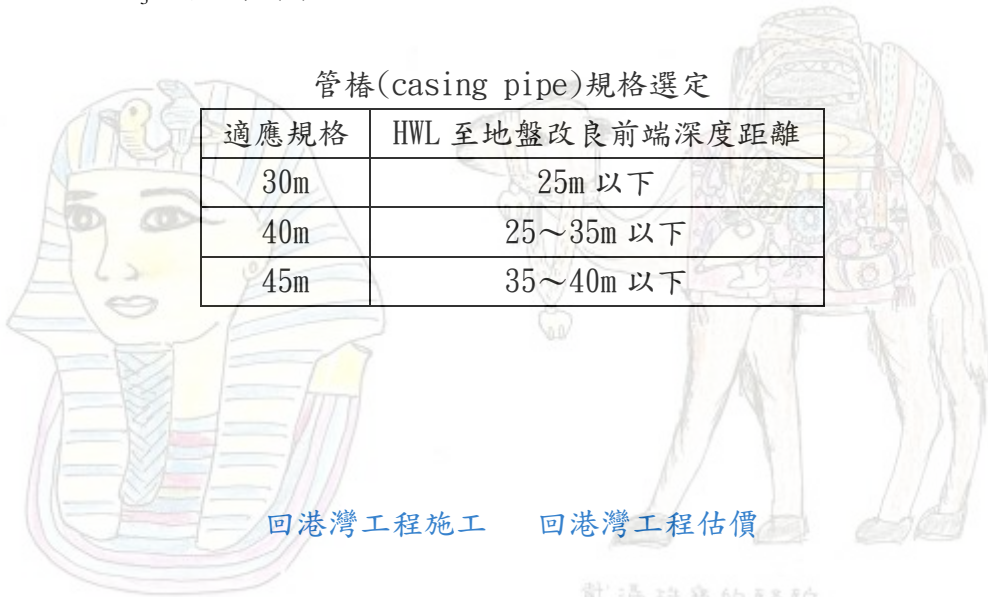 管椿(casing pipe)規格選定
適應規格 HWL 至地盤改良前端深度距離
30m 25m 以下
40m 25～35m 以下
45m 35～40m 以下
回港灣工程施工 回港灣工程估價